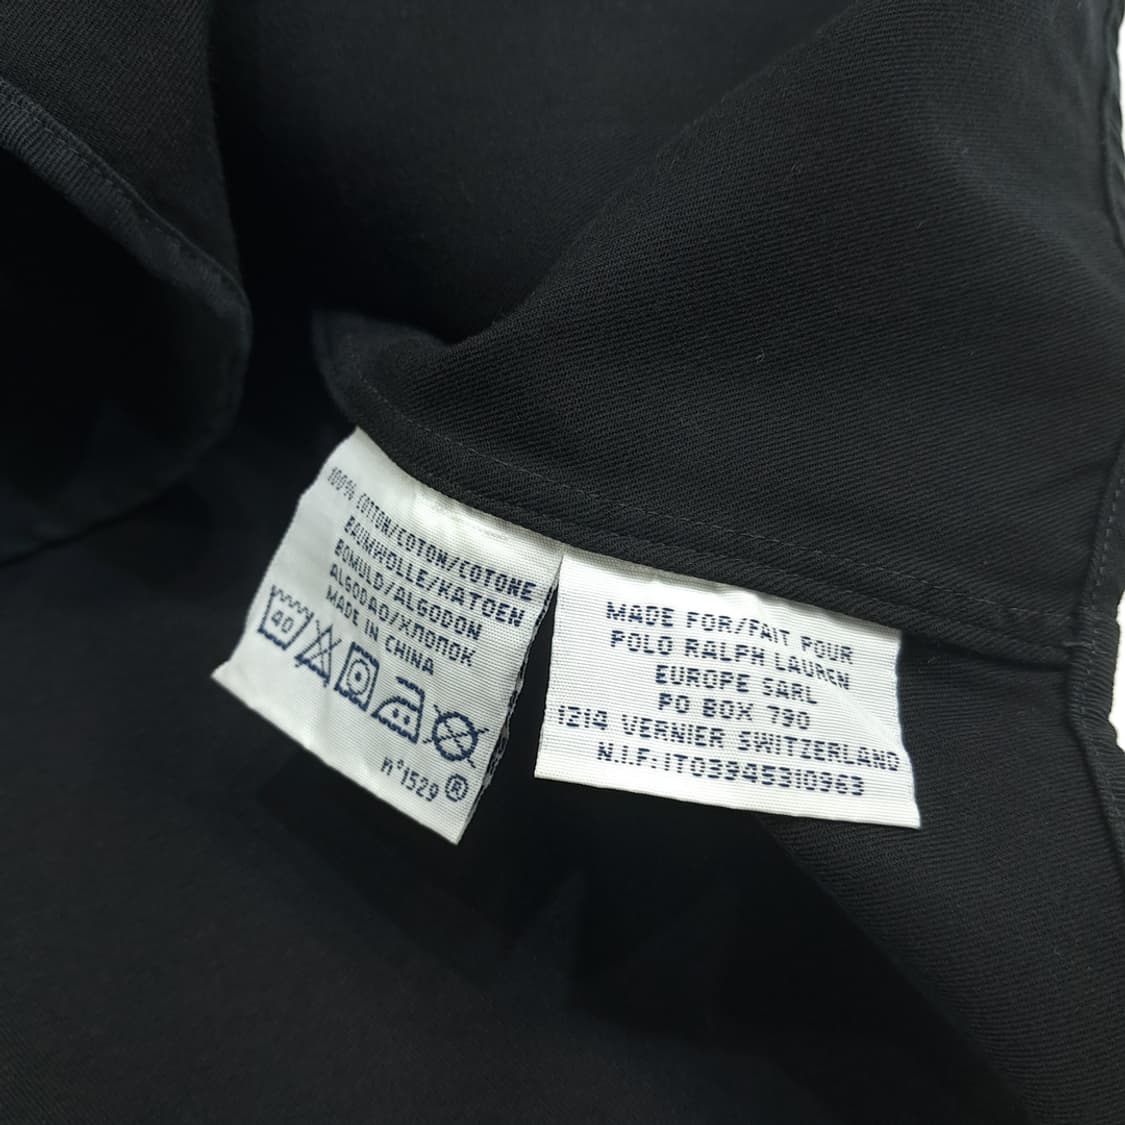 100% COTTON/COTON/COTONE
BAUMWOLLE/KATOEN
BOMULD/ALGODON
ALGODAO/ХЛОПОК
MADE IN CHINA
40
n°1529 ®
MADE FOR/FAIT POUR
POLO RALPH LAUREN
EUROPE SARL
PO BOX 790
1214 VERNIER SWITZERLAND
N.I.F: IT03945310963